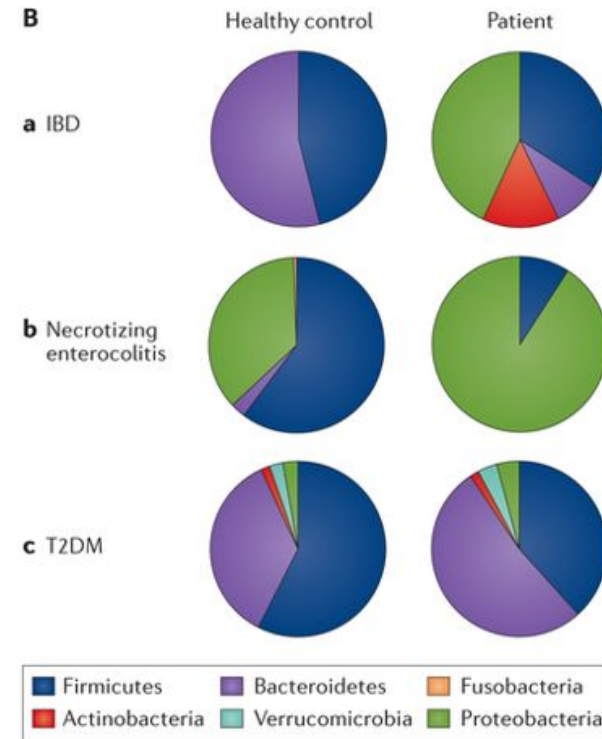 B
Healthy control Patient
a IBD
b Necrotizing
enterocolitis
c T2DM
Firmicutes Bacteroidetes Fusobacteria
Actinobacteria Verrucomicrobia Proteobacteria